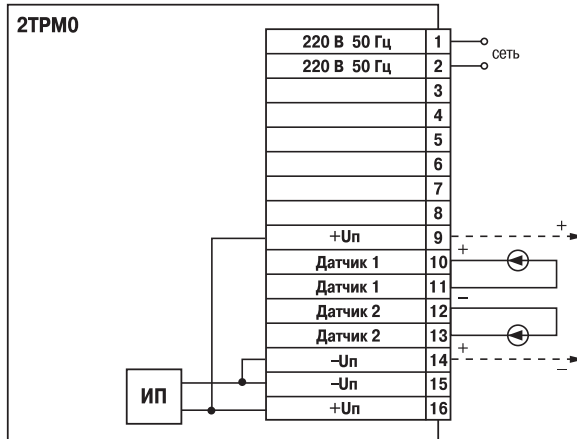 2ТРМ0
220 В 50 Гц 1
220 В 50 Гц 2
сеть
3
4
5
6
7
8
+Uп 9 +
Датчик 1 10 +
Датчик 1 11 –
Датчик 2 12
Датчик 2 13 +
–Uп 14 –
–Uп 15
+Uп 16
ИП